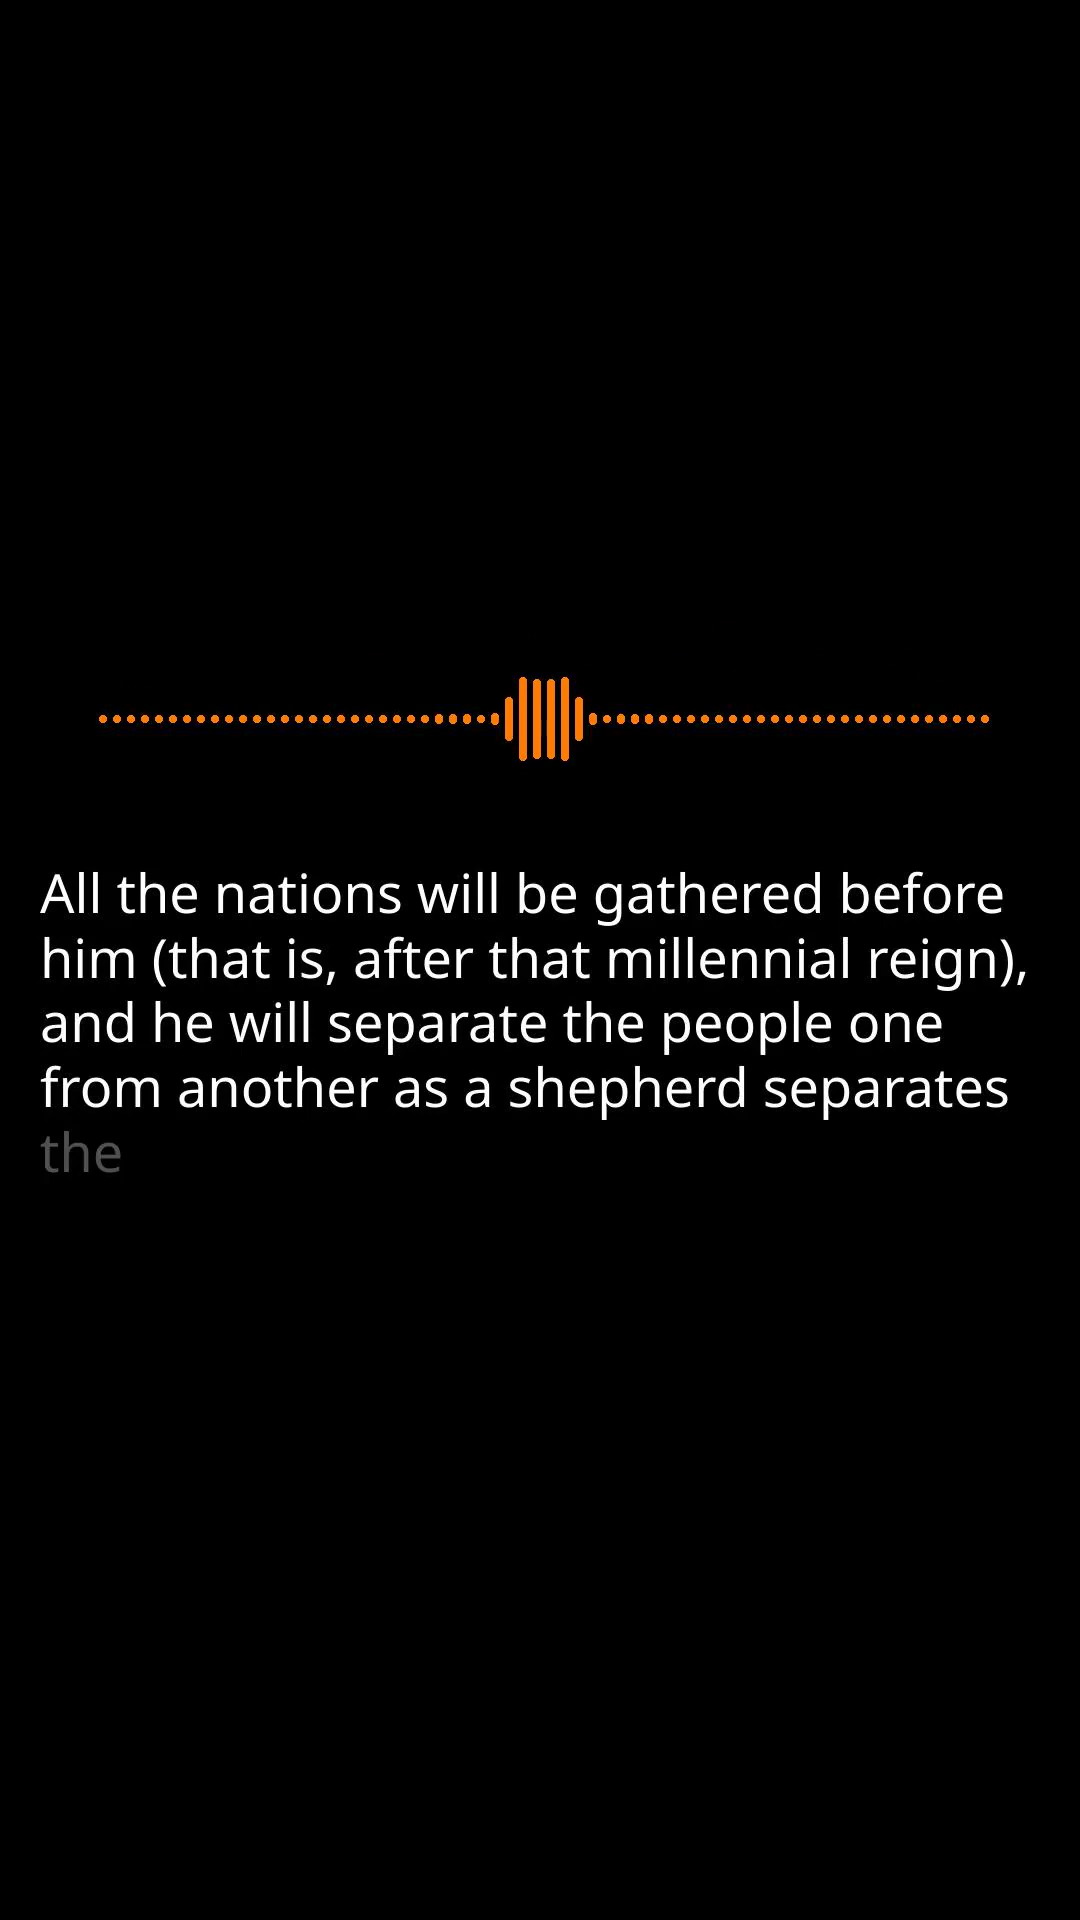 All the nations will be gathered before
him (that is, after that millennial reign),
and he will separate the people one
from another as a shepherd separates
the